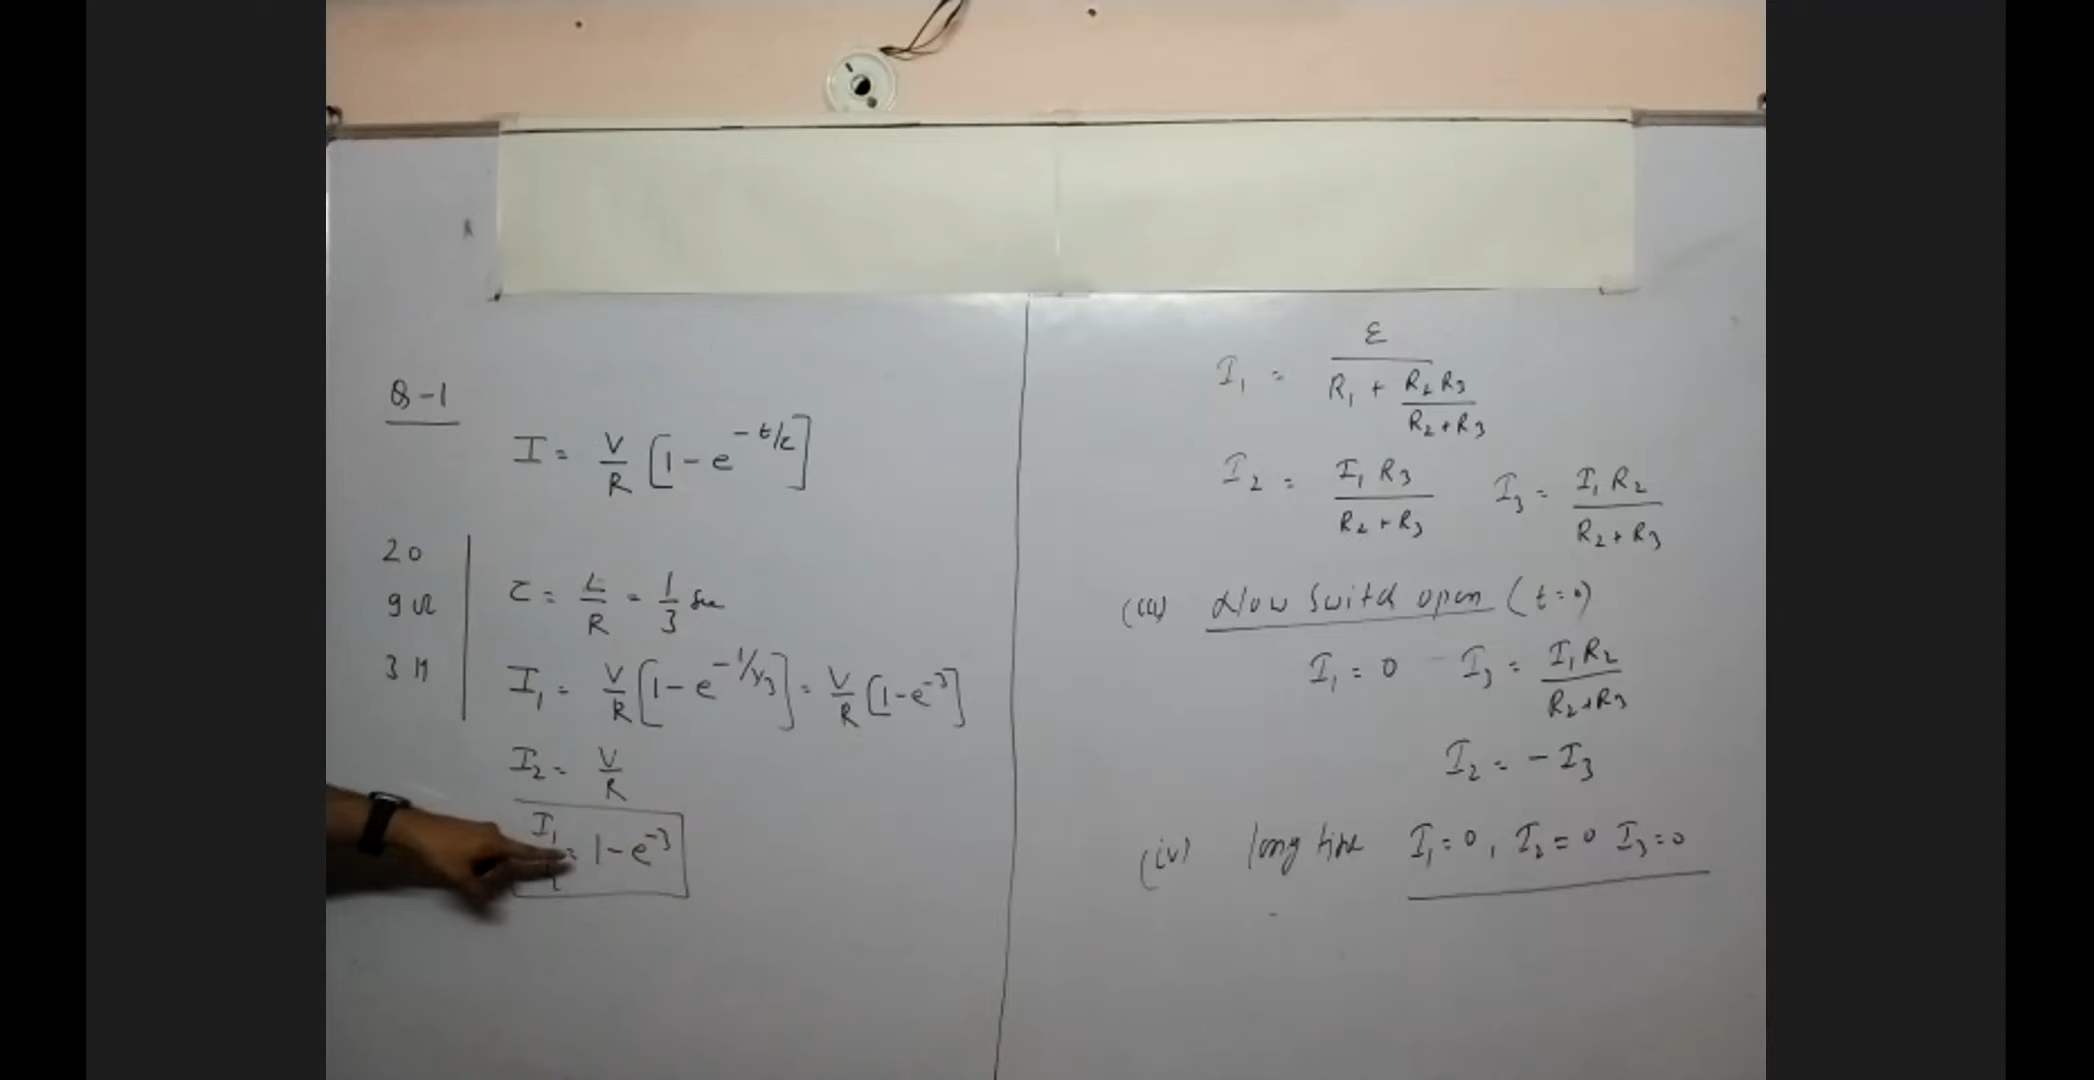 Q-1
I = V/R [1 - e^{-t/τ}]
20
9Ω
3H
τ = L/R = 1/3 sec
I₁ = V/R [1 - e^{-1/1/3}] = V/R [1 - e^{-3}]
I₂ = V/R
I₁ = 1 - e^{-3}
I₁ = ε / (R₁ + R₂R₃/(R₂+R₃))
I₂ = I₁R₃/(R₂+R₃) I₃ = I₁R₂/(R₂+R₃)
(iii) Now Switch open (t=0)
I₁ = 0 I₃ = I₁R₂/(R₂+R₃)
I₂ = -I₃
(iv) long time I₁=0, I₂=0 I₃=0